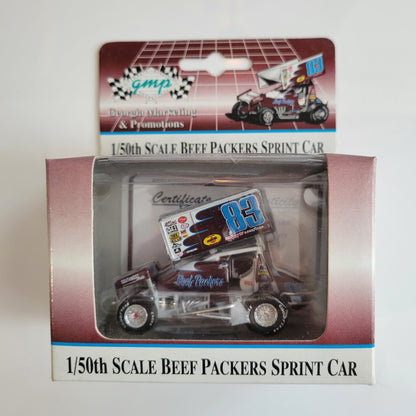 gmp
Georgia Marketing
& Promotions
83
1/50th SCALE BEEF PACKERS SPRINT CAR
Certificate
83
Beef Packers
1/50th SCALE BEEF PACKERS SPRINT CAR